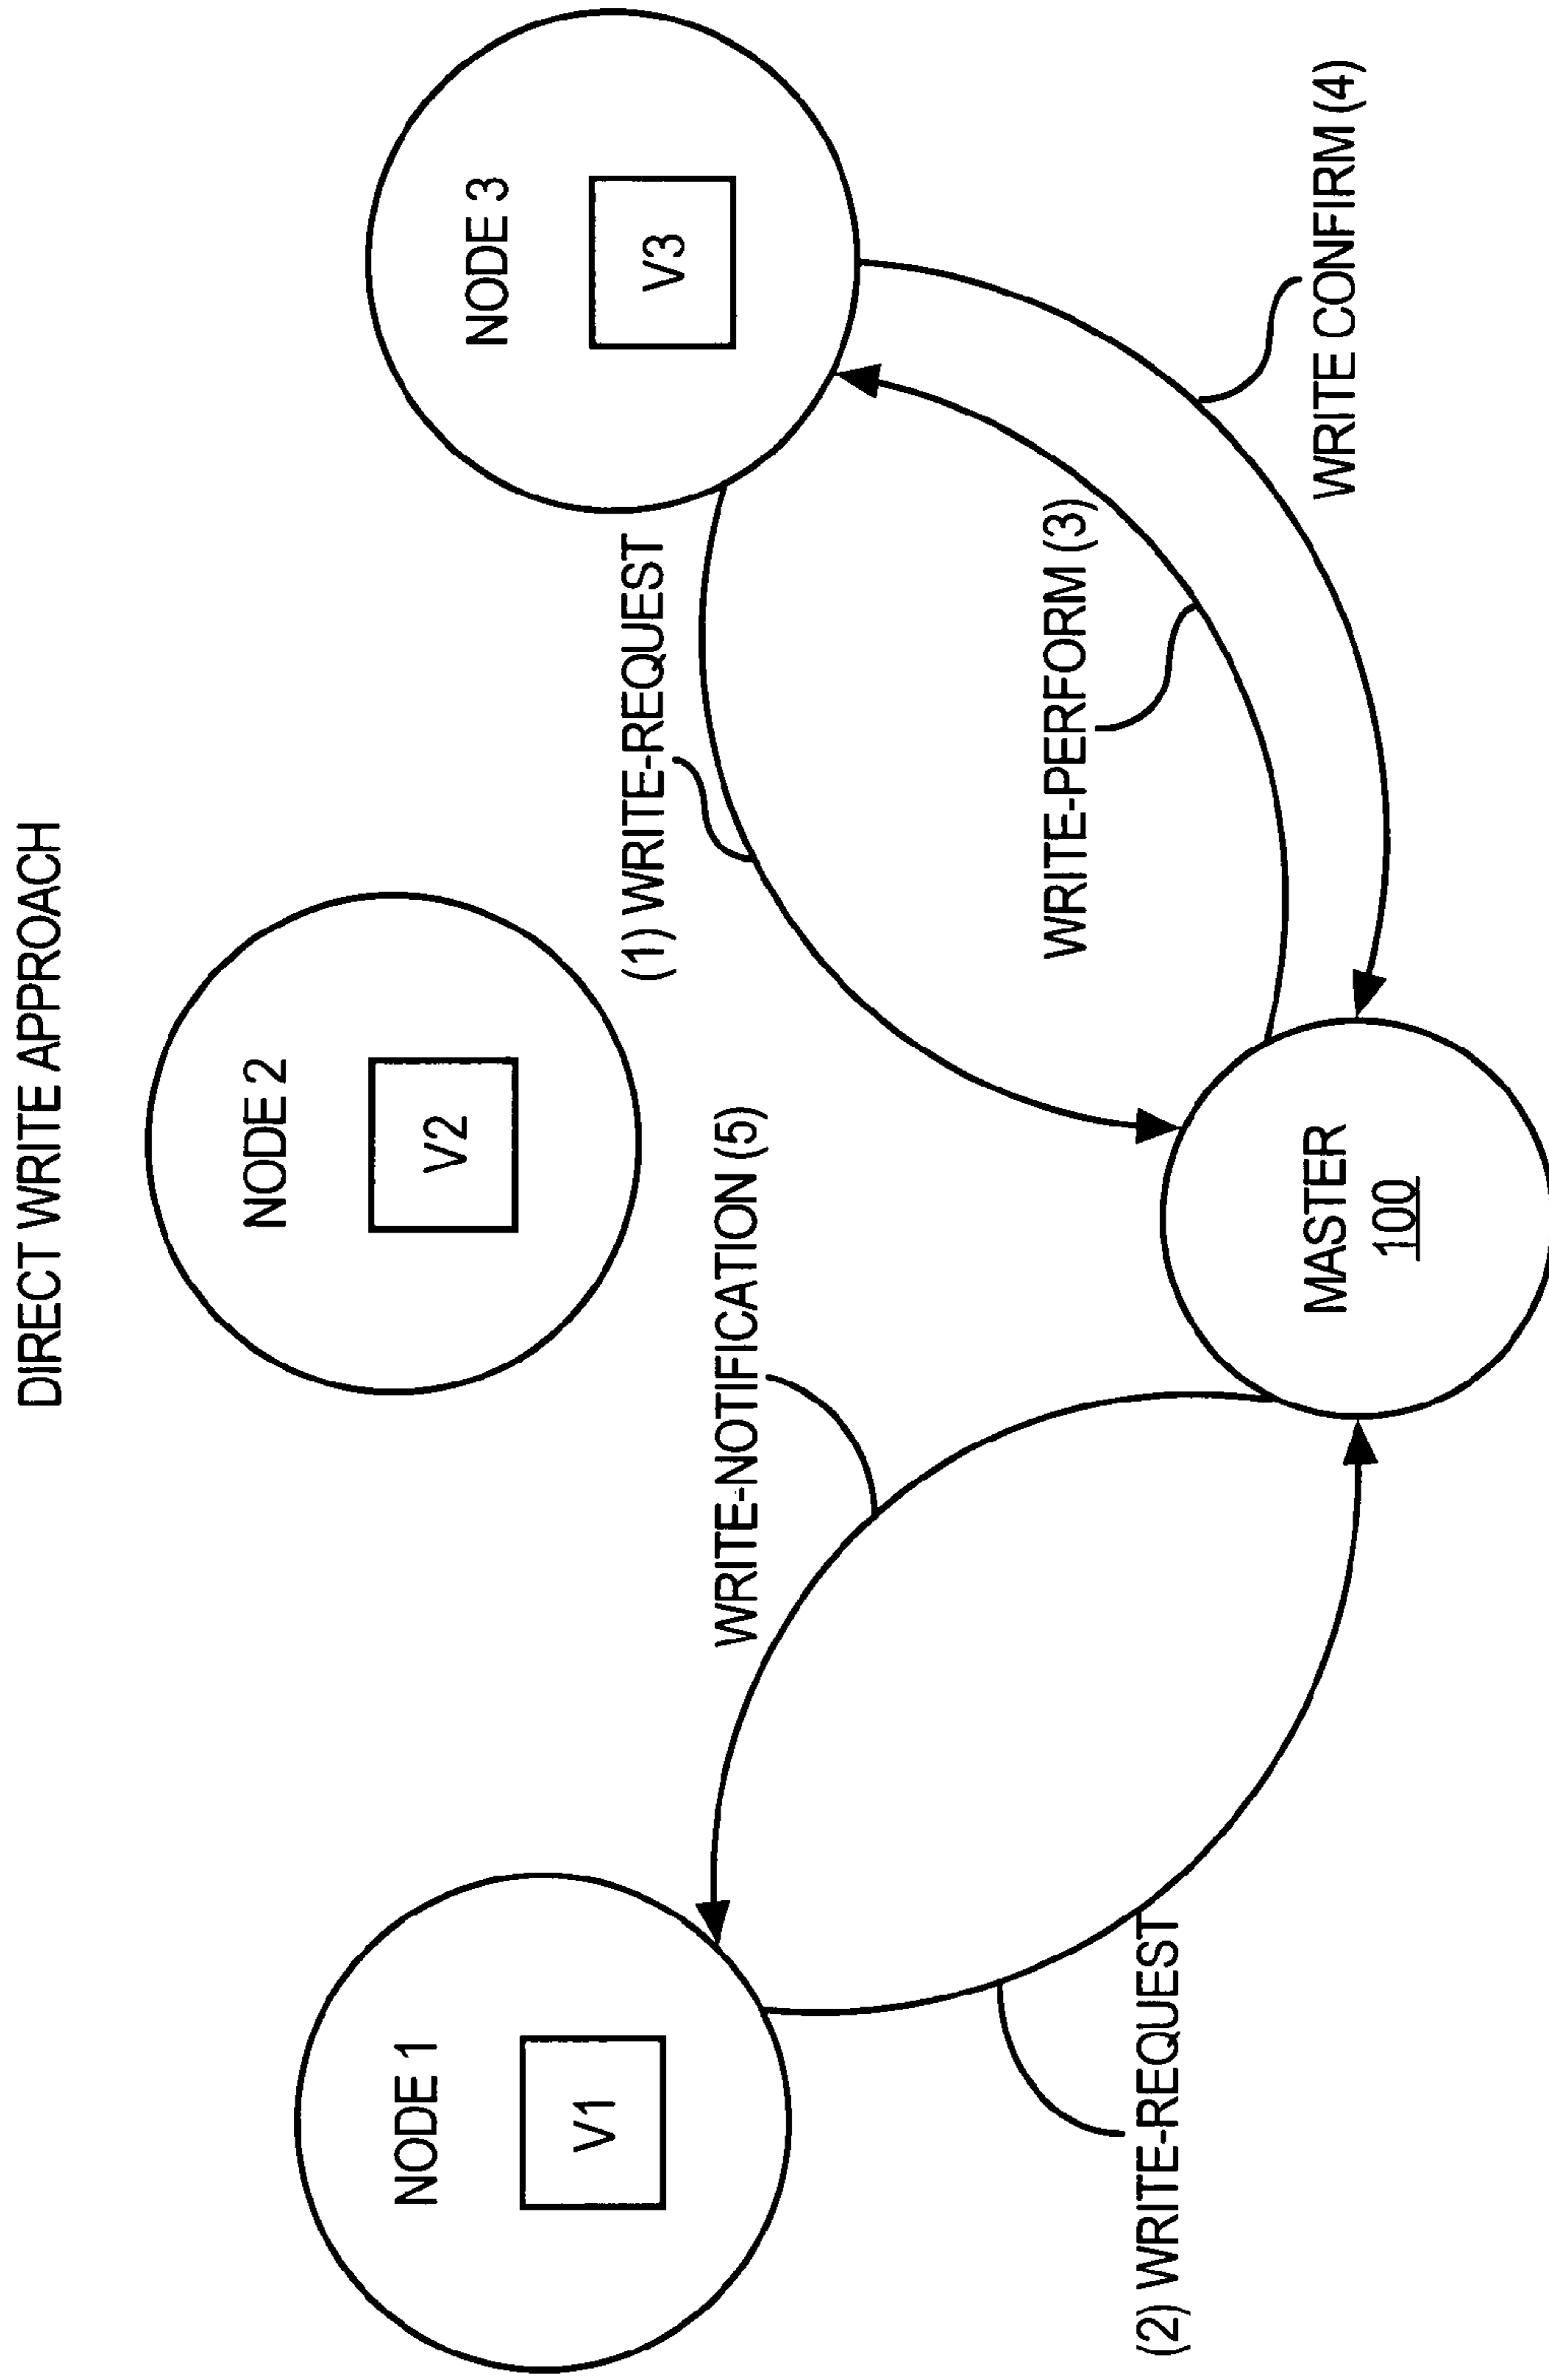 DIRECT WRITE APPROACH
NODE 1
V1
NODE 2
V2
NODE 3
V3
(1) WRITE-REQUEST
WRITE-NOTIFICATION (5)
WRITE-PERFORM (3)
(2) WRITE-REQUEST
MASTER
100
WRITE CONFIRM (4)